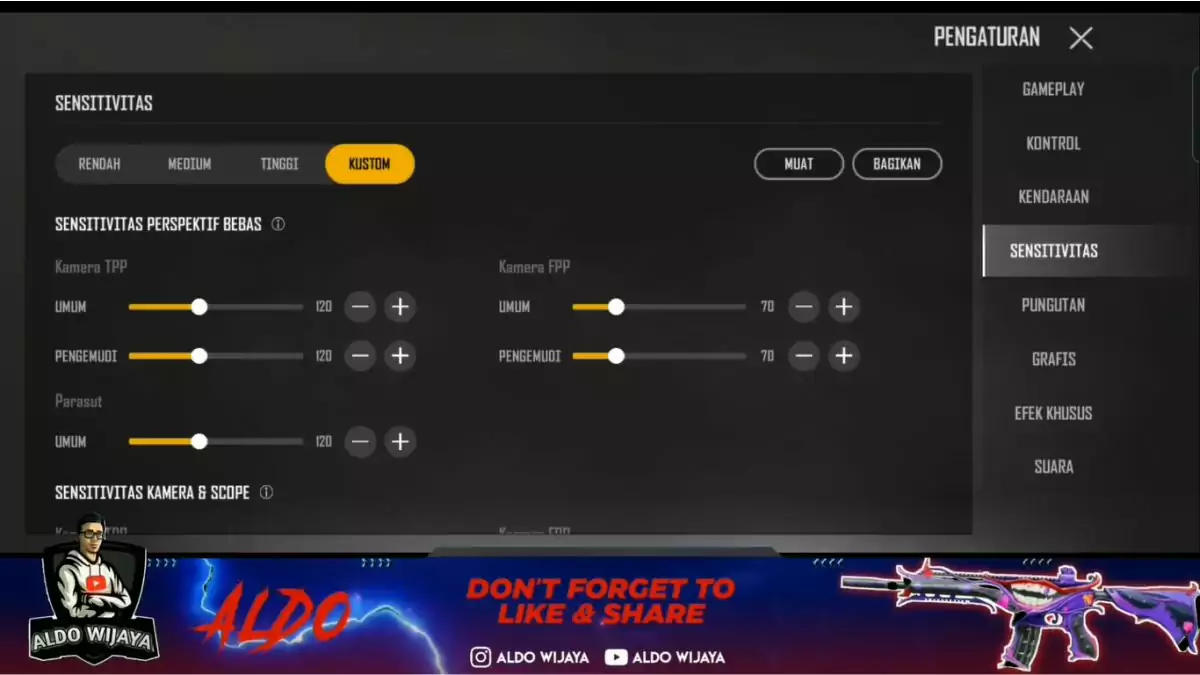 PENGATURAN
SENSITIVITAS
RENDAH MEDIUM TINGGI KUSTOM MUAT BAGIKAN
SENSITIVITAS PERSPEKTIF BEBAS
Kamera TPP Kamera FPP
UMUM 120 UMUM 70
PENGEMUDI 120 PENGEMUDI 70
Parasut
UMUM 120
SENSITIVITAS KAMERA & SCOPE
GAMEPLAY
KONTROL
KENDARAAN
SENSITIVITAS
PUNGUTAN
GRAFIS
EFEK KHUSUS
SUARA
ALDO WIJAYA
ALDO
DON'T FORGET TO
LIKE & SHARE
ALDO WIJAYA ALDO WIJAYA